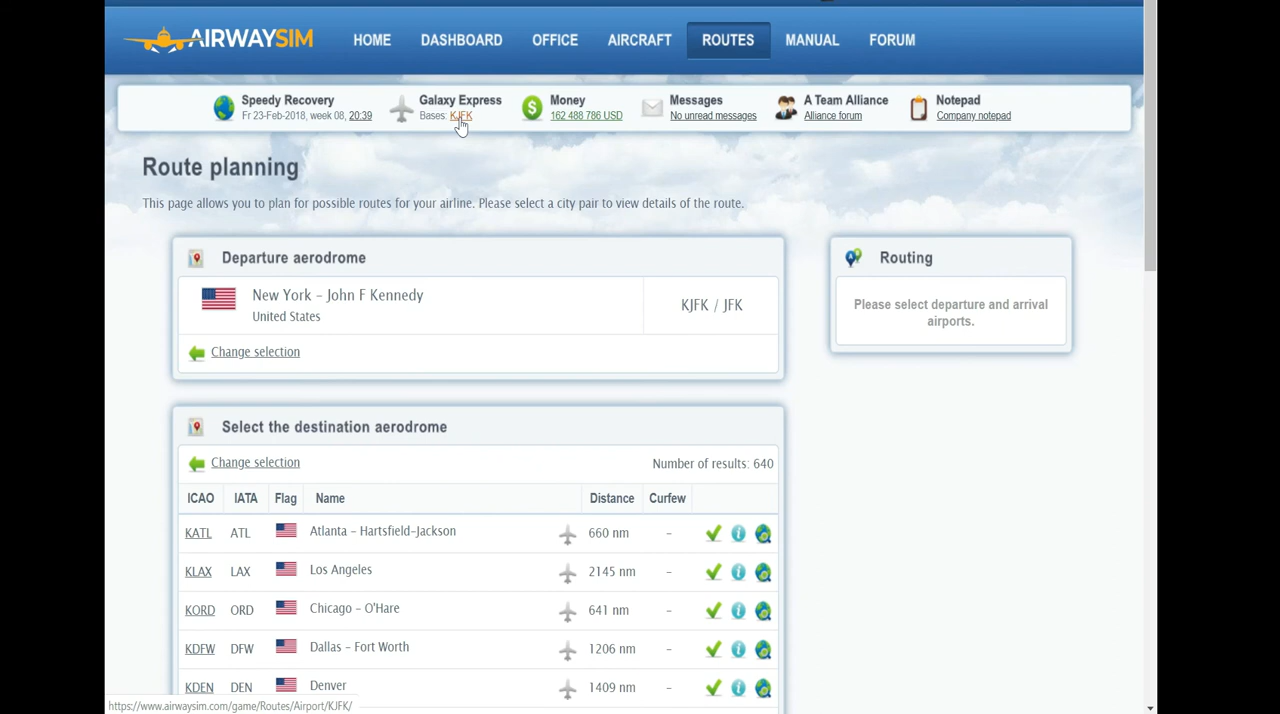 AIRWAYSIM
HOME DASHBOARD OFFICE AIRCRAFT ROUTES MANUAL FORUM
Speedy Recovery
Fr 23-Feb-2018, week 08, 20:39
Galaxy Express
Bases: KJFK
Money
162 488 786 USD
Messages
No unread messages
A Team Alliance
Alliance forum
Notepad
Company notepad
Route planning
This page allows you to plan for possible routes for your airline. Please select a city pair to view details of the route.
Departure aerodrome
New York - John F Kennedy
United States
KJFK / JFK
Change selection
Routing
Please select departure and arrival
airports.
Select the destination aerodrome
Change selection Number of results: 640
ICAO IATA Flag Name Distance Curfew
KATL ATL Atlanta - Hartsfield-Jackson 660 nm -
KLAX LAX Los Angeles 2145 nm -
KORD ORD Chicago - O'Hare 641 nm -
KDFW DFW Dallas - Fort Worth 1206 nm -
KDEN DEN Denver 1409 nm -
https://www.airwaysim.com/game/Routes/Airport/KJFK/